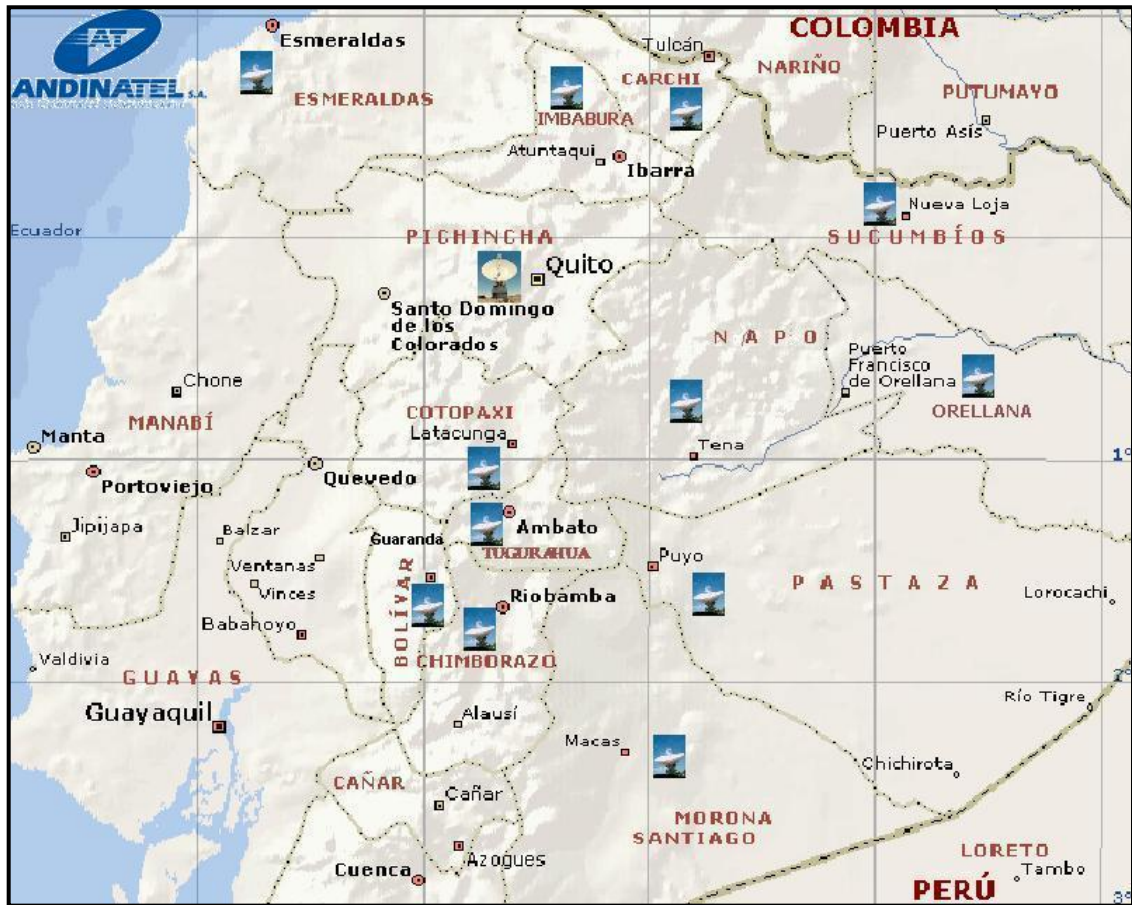 COLOMBIA
Esmeraldas
AT
Tulcán
NARIÑO
CARCHI
ANDINATEL S.A.
ESMERALDAS
PUTUMAYO
IMBABURA
Puerto Asís
Atuntaqui
Ibarra
Nueva Loja
Ecuador
PICHINCHA
SUCUMBÍOS
Quito
Santo Domingo
de los
Colorados
NAPO
Puerto
Francisco
de Orellana
Chone
COTOPAXI
ORELLANA
MANABÍ
Latacunga
Manta
Tena
1°
Portoviejo
Quevedo
Jipijapa
Balzar
Guaranda
Ambato
TUGURAHUA
Ventanas
Puyo
PASTAZA
Vinces
Riobamba
Lorocachi
Babahoyo
BOLÍVAR
Valdivia
CHIMBORAZO
GUAYAS
2°
Río Tigre
Guayaquil
Alausí
Macas
Chichirota
CAÑAR
Cañar
MORONA
SANTIAGO
Azogues
LORETO
Cuenca
Tambo
PERÚ
3°